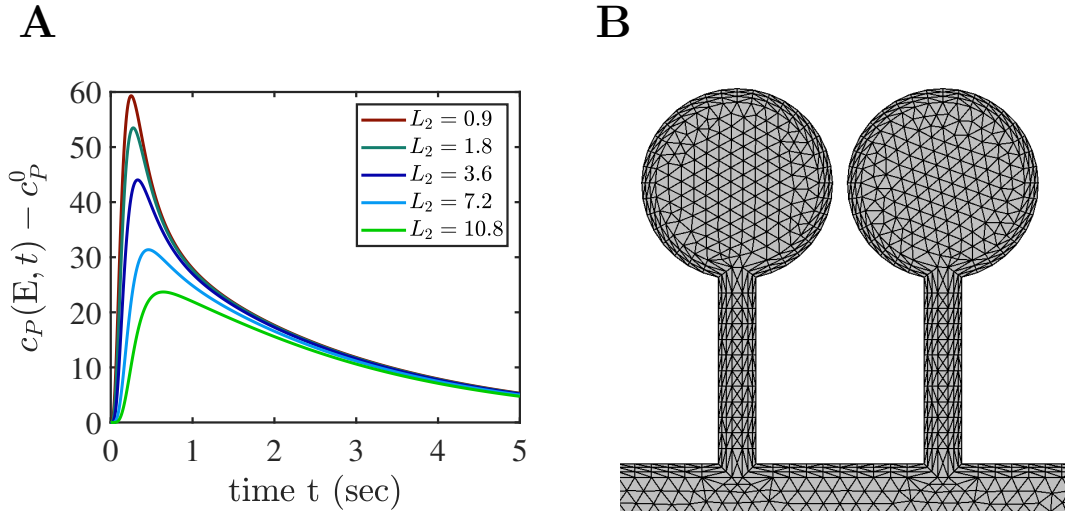 A
B
60
50
40
30
20
10
0
c_P(E, t) − c_P^0
L_2 = 0.9
L_2 = 1.8
L_2 = 3.6
L_2 = 7.2
L_2 = 10.8
0 1 2 3 4 5
time t (sec)